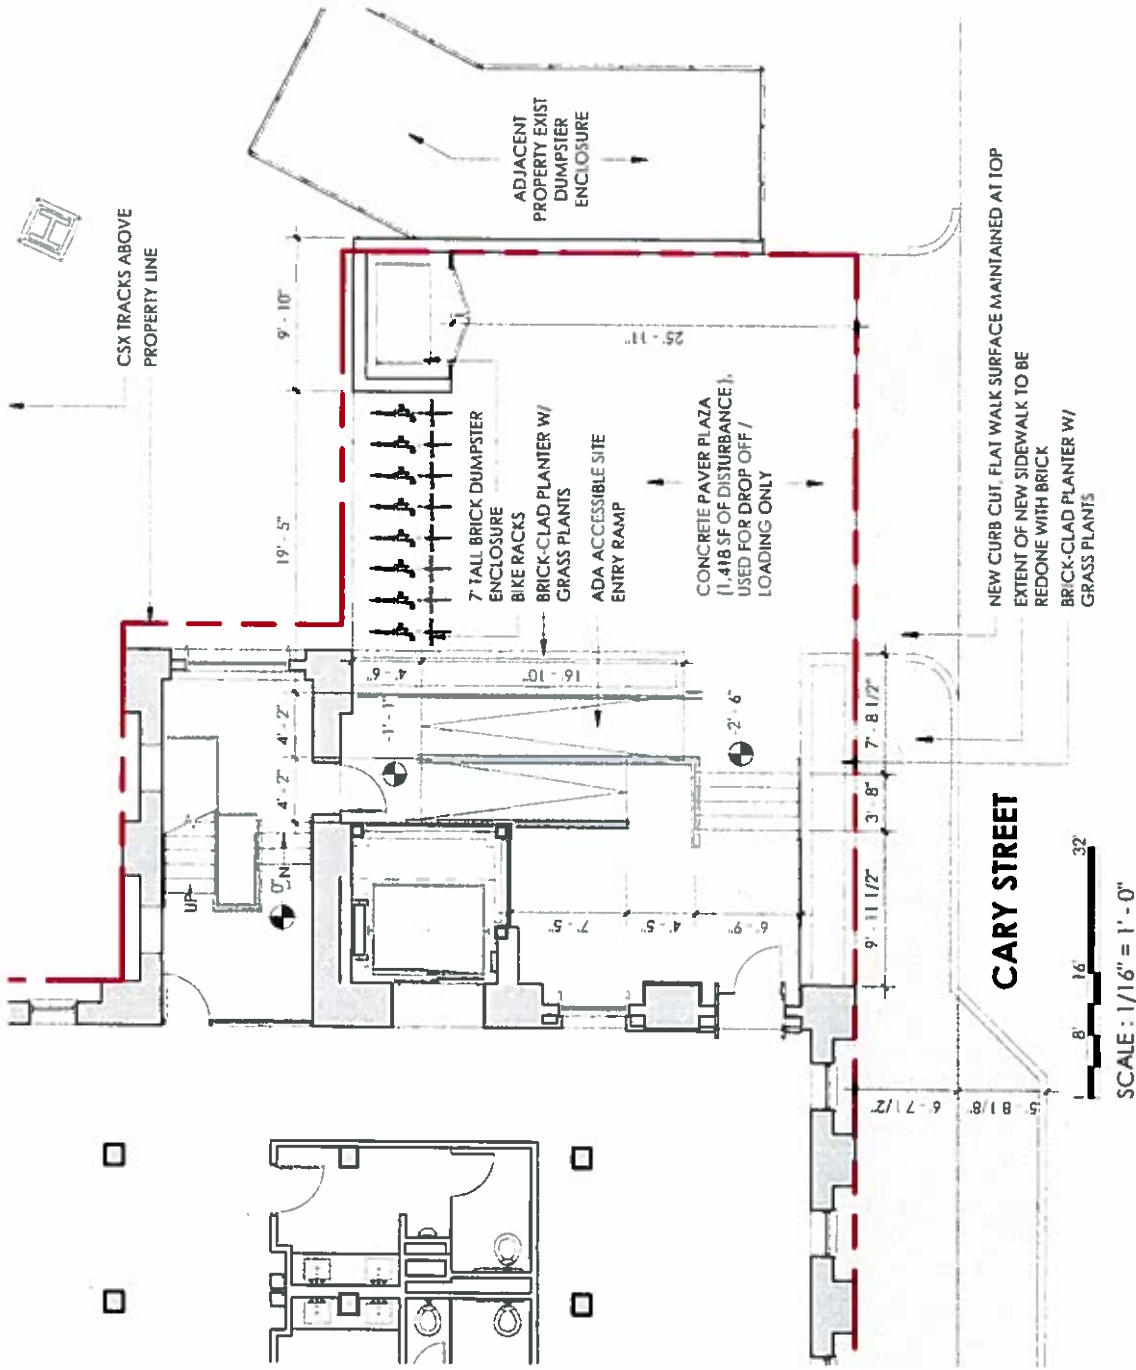 CSX TRACKS ABOVE
PROPERTY LINE
ADJACENT
PROPERTY EXIST
DUMPSTER
ENCLOSURE
9' - 10"
19' - 5"
25' - 11"
7' TALL BRICK DUMPSTER
ENCLOSURE
BIKE RACKS
BRICK-CLAD PLANTER W/
GRASS PLANTS
ADA ACCESSIBLE SITE
ENTRY RAMP
CONCRETE PAVER PLAZA
(1,418 SF OF DISTURBANCE).
USED FOR DROP OFF /
LOADING ONLY
4' - 2"
4' - 2"
4' - 6"
16' - 10"
-1' - 1"
-2' - 6"
0"
UP
7' - 5"
4' - 5"
6' - 9"
9' - 11 1/2"
3' - 8"
7' - 8 1/2"
6' - 7 1/2"
5' - 8 1/8"
NEW CURB CUT, FLAT WALK SURFACE MAINTAINED AT TOP
EXTENT OF NEW SIDEWALK TO BE
REDONE WITH BRICK
BRICK-CLAD PLANTER W/
GRASS PLANTS
CARY STREET
8'
16'
32'
SCALE : 1/16" = 1' - 0"